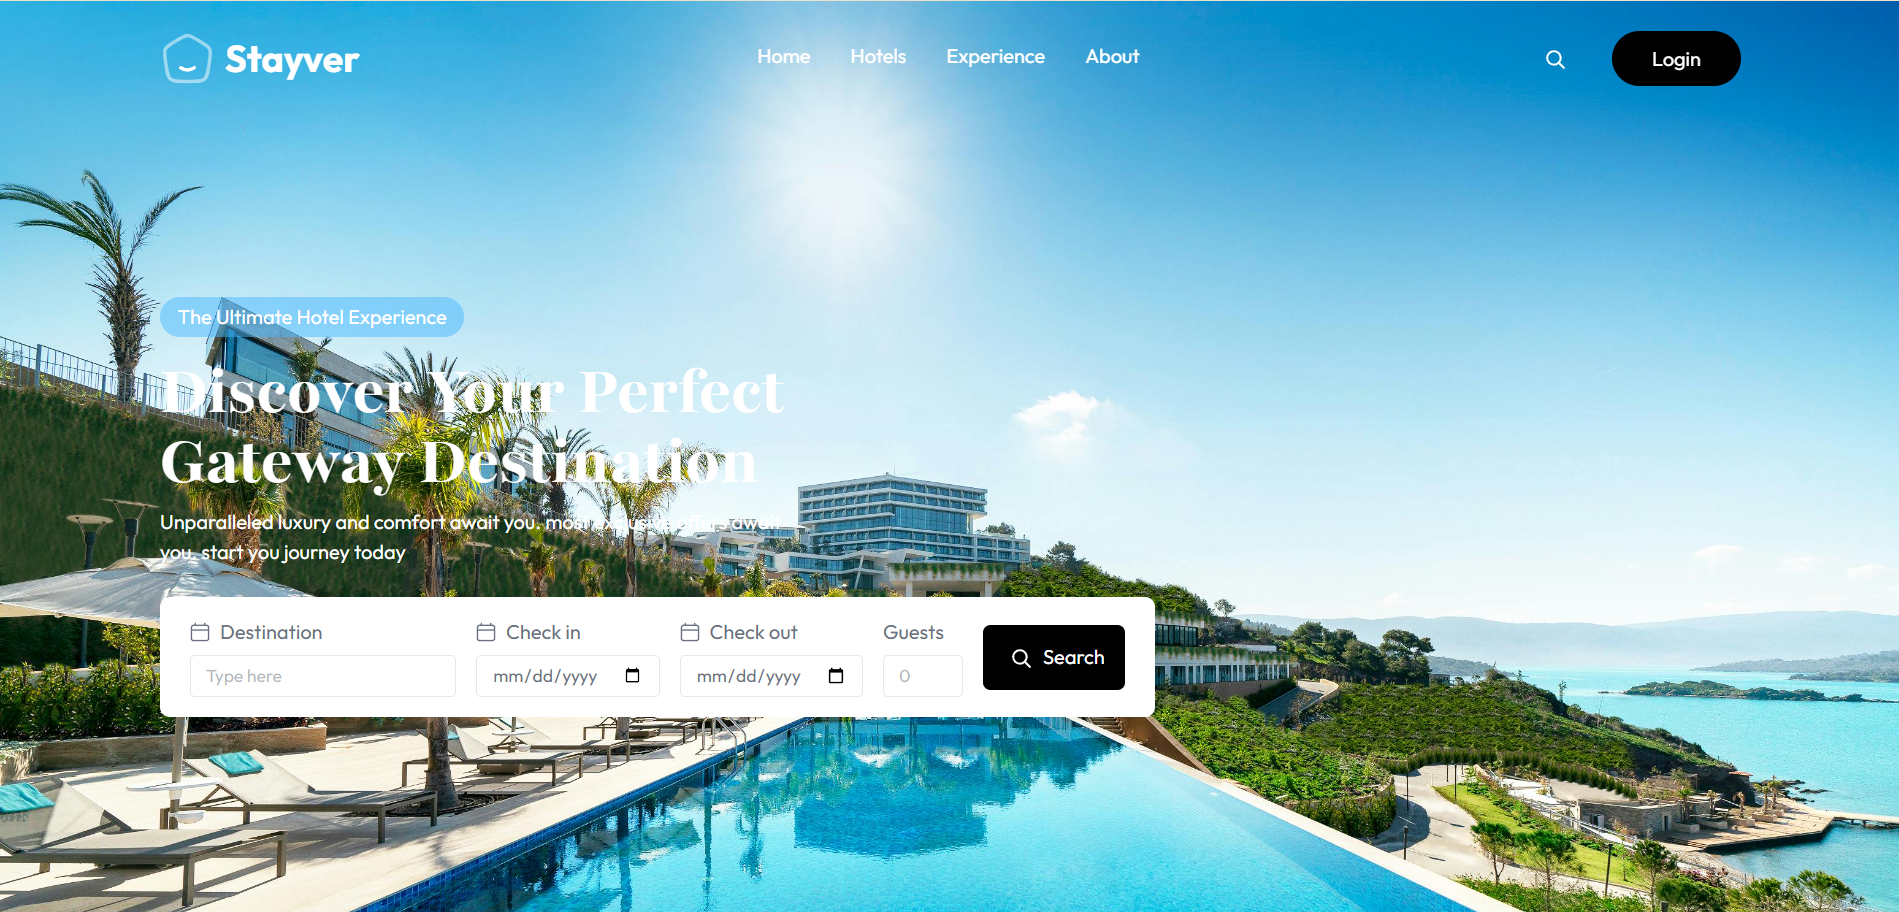 Stayver
Home Hotels Experience About
Login
The Ultimate Hotel Experience
Discover Your Perfect
Gateway Destination
Unparalleled luxury and comfort await you. most exclusive offers await
you, start you journey today
Destination Check in Check out Guests
Type here mm/dd/yyyy mm/dd/yyyy 0
Search